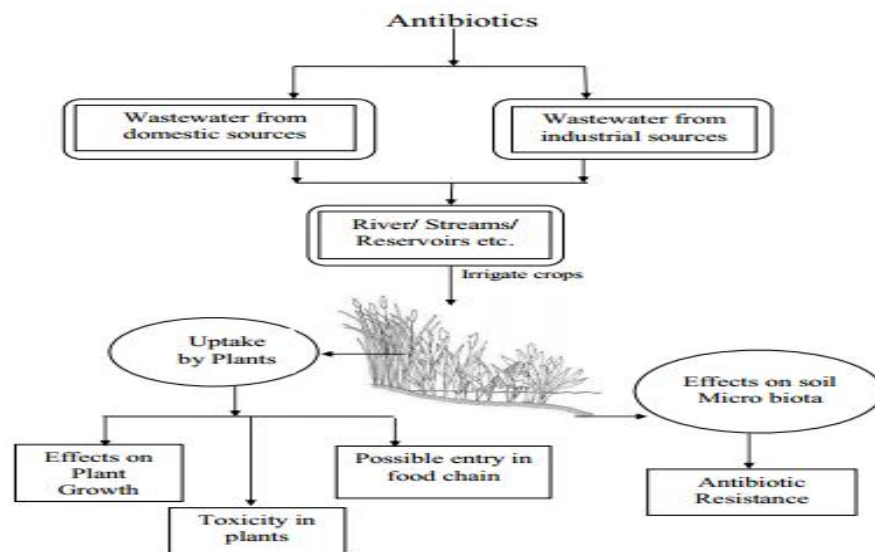 Antibiotics
Wastewater from
domestic sources
Wastewater from
industrial sources
River/ Streams/
Reservoirs etc.
Irrigate crops
Uptake
by Plants
Effects on soil
Micro biota
Effects on
Plant
Growth
Toxicity in
plants
Possible entry in
food chain
Antibiotic
Resistance